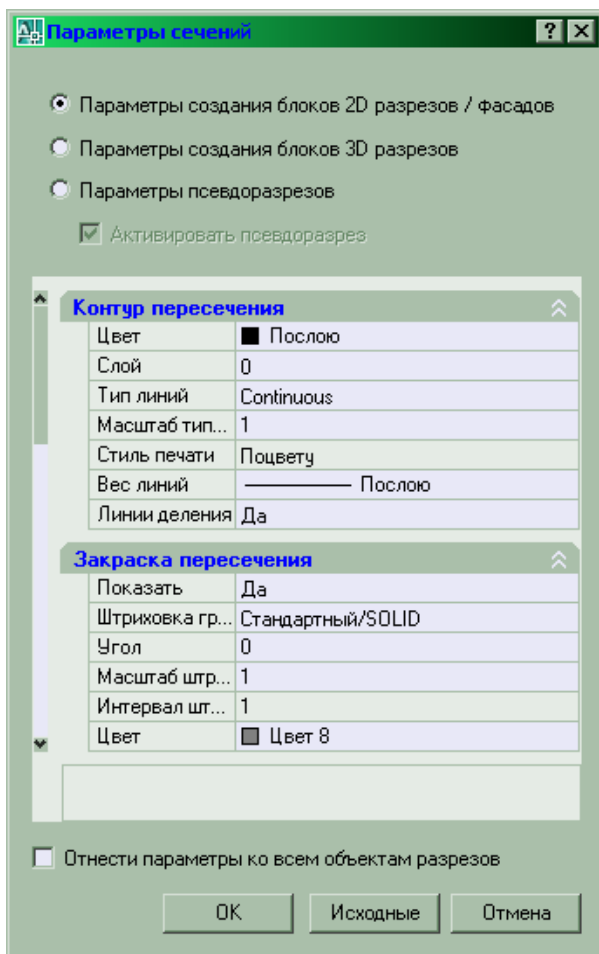 Параметры сечений
Параметры создания блоков 2D разрезов / фасадов
Параметры создания блоков 3D разрезов
Параметры псевдоразрезов
Активировать псевдоразрез
Контур пересечения
Цвет Послою
Слой 0
Тип линий Continuous
Масштаб тип... 1
Стиль печати Поцвету
Вес линий Послою
Линии деления Да
Закраска пересечения
Показать Да
Штриховка гр... Стандартный/SOLID
Угол 0
Масштаб штр... 1
Интервал шт... 1
Цвет Цвет 8
Отнести параметры ко всем объектам разрезов
OK Исходные Отмена